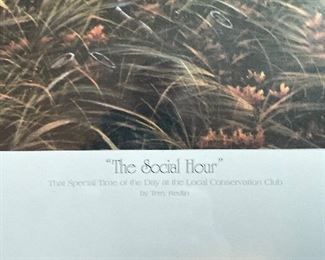 "The Social Hour"
That Special Time of the Day at the Local Conservation Club
by Terry Redlin